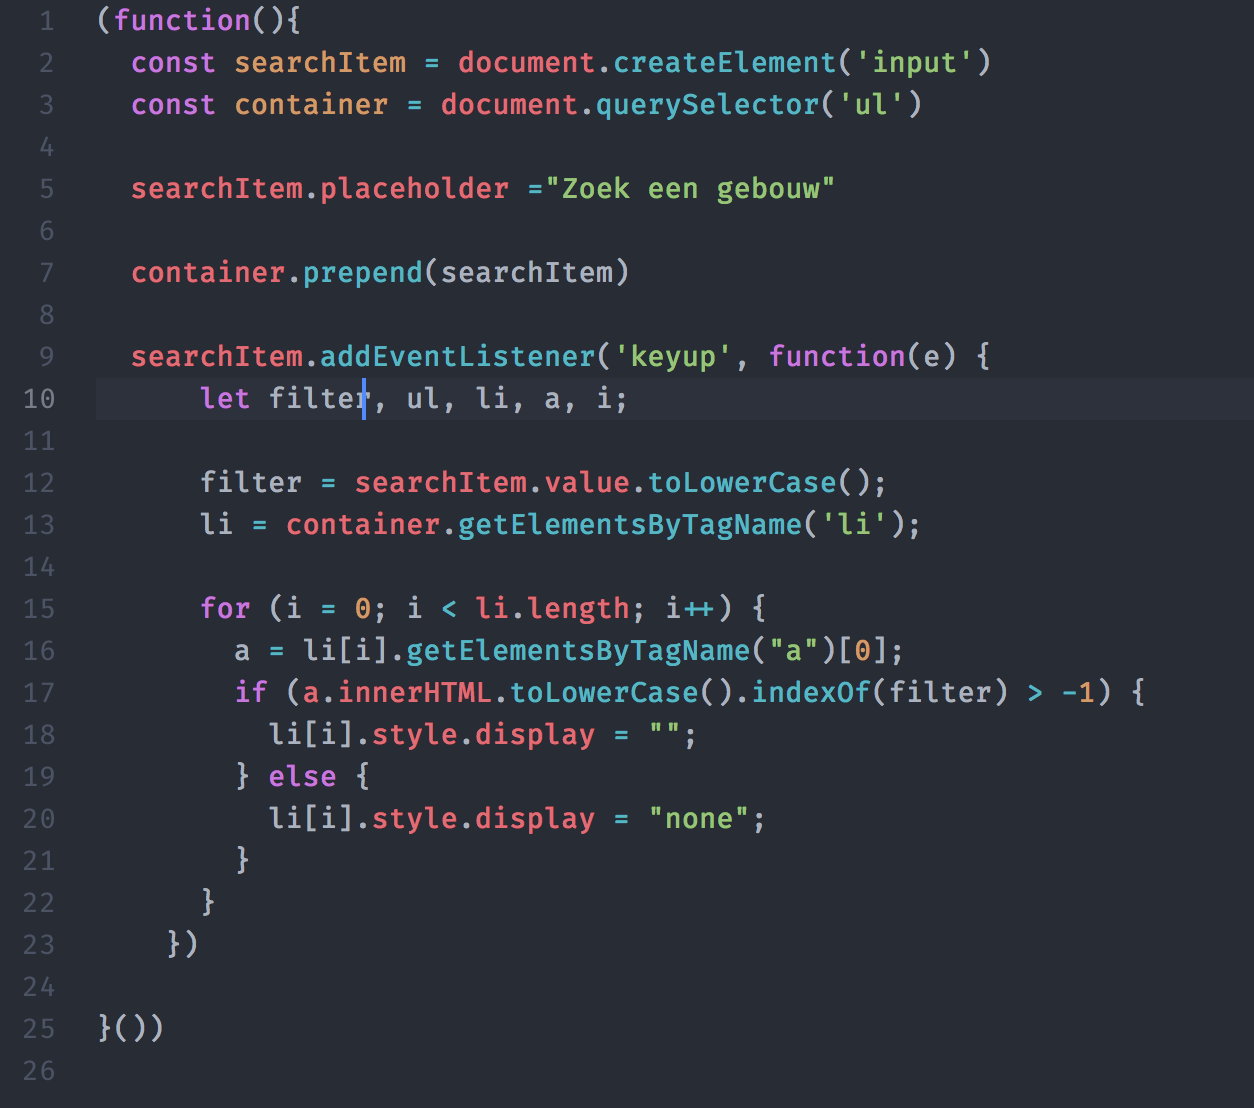 1 (function(){
2 const searchItem = document.createElement('input')
3 const container = document.querySelector('ul')
4
5 searchItem.placeholder ="Zoek een gebouw"
6
7 container.prepend(searchItem)
8
9 searchItem.addEventListener('keyup', function(e) {
10 let filter, ul, li, a, i;
11
12 filter = searchItem.value.toLowerCase();
13 li = container.getElementsByTagName('li');
14
15 for (i = 0; i < li.length; i++) {
16 a = li[i].getElementsByTagName("a")[0];
17 if (a.innerHTML.toLowerCase().indexOf(filter) > -1) {
18 li[i].style.display = "";
19 } else {
20 li[i].style.display = "none";
21 }
22 }
23 })
24
25 }())
26